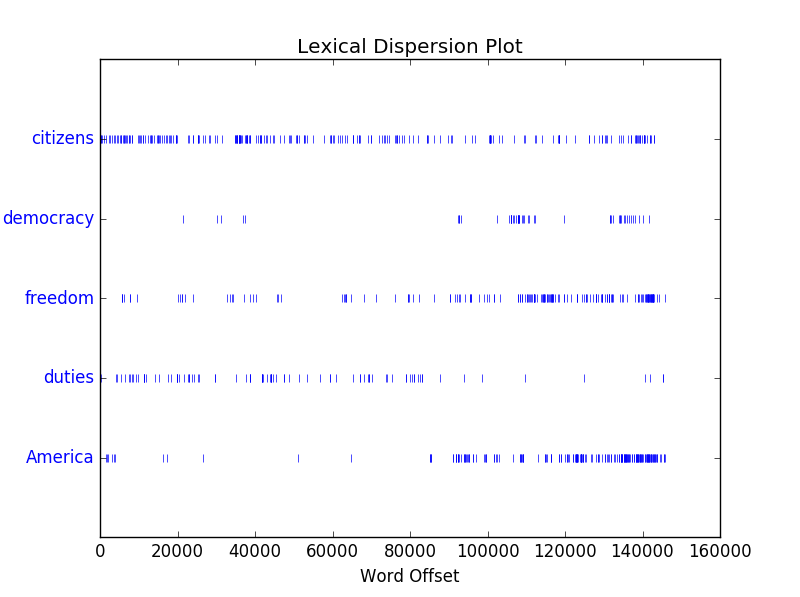 Lexical Dispersion Plot
citizens
democracy
freedom
duties
America
0 20000 40000 60000 80000 100000 120000 140000 160000
Word Offset